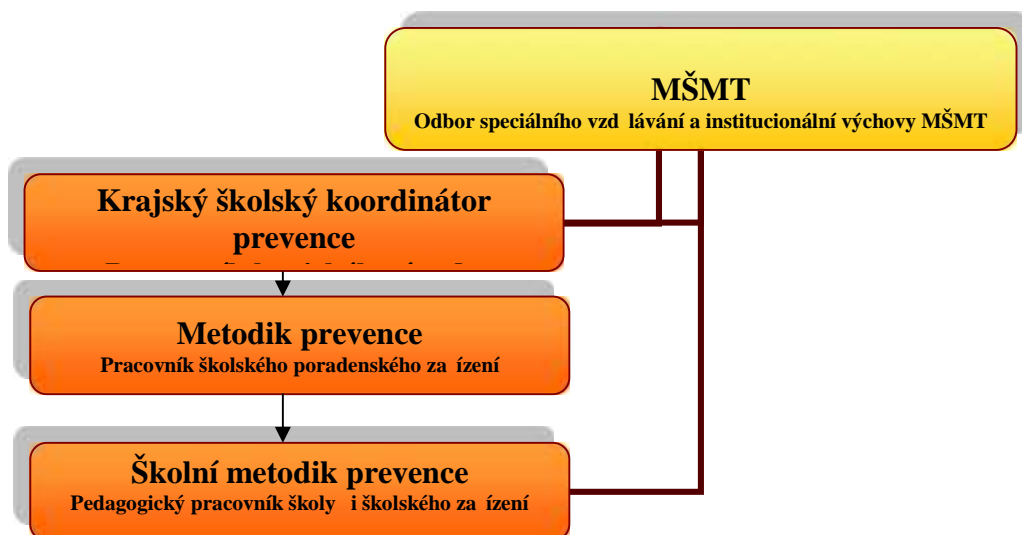 MŠMT
Odbor speciálního vzd lávání a institucionální výchovy MŠMT
Krajský školský koordinátor
prevence
Metodik prevence
Pracovník školského poradenského za ízení
Školní metodik prevence
Pedagogický pracovník školy i školského za ízení